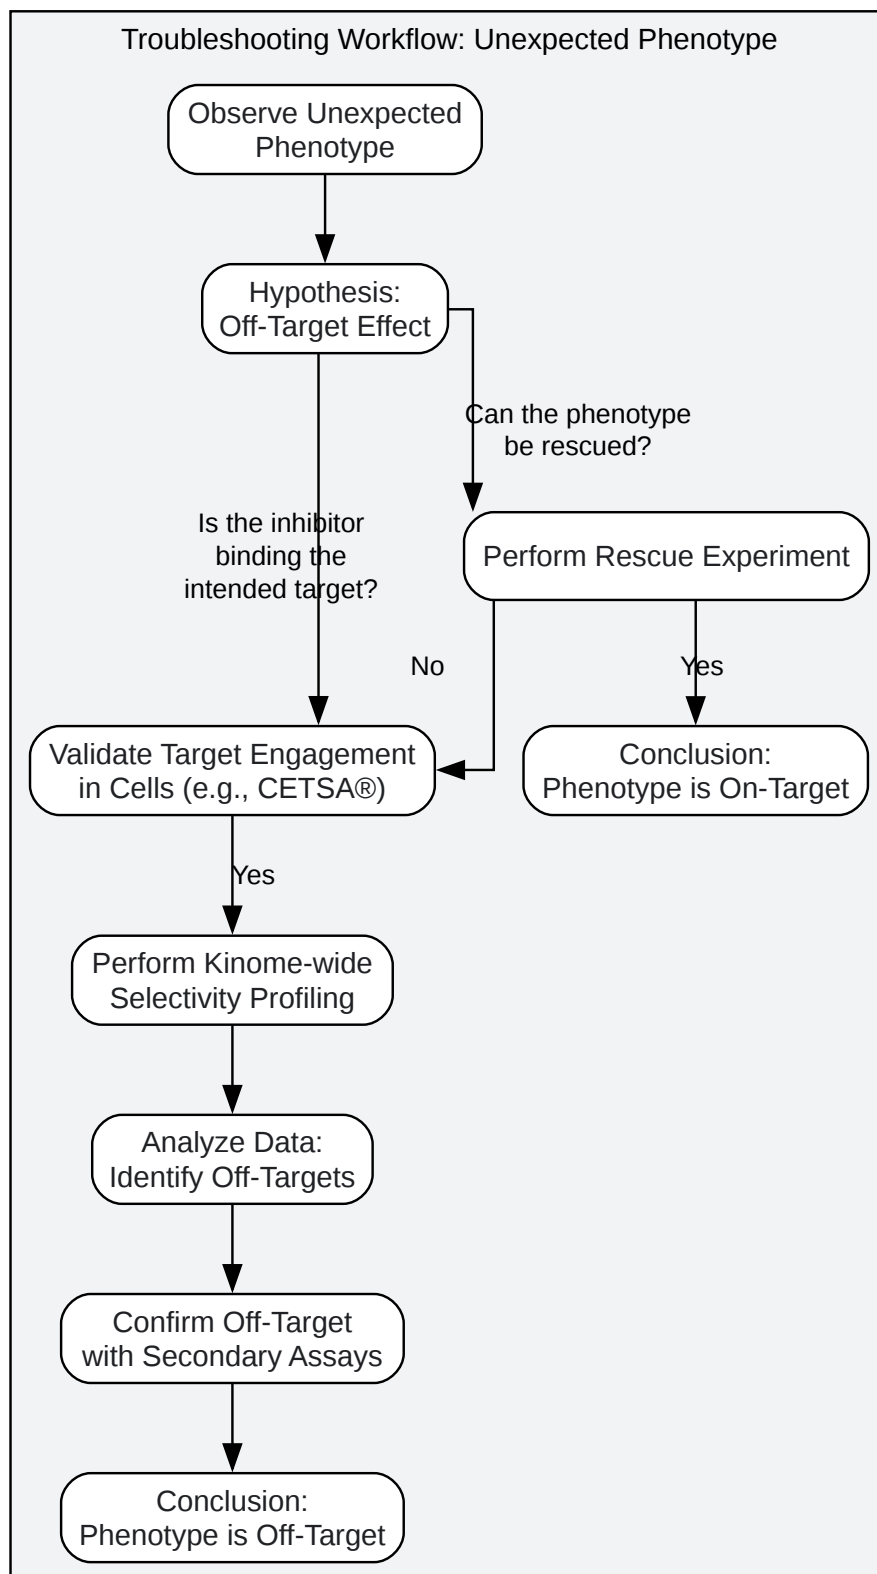 Troubleshooting Workflow: Unexpected Phenotype
Observe Unexpected
Phenotype
Hypothesis:
Off-Target Effect
Can the phenotype
be rescued?
Is the inhibitor
binding the
intended target?
Perform Rescue Experiment
No
Yes
Validate Target Engagement
in Cells (e.g., CETSA®)
Conclusion:
Phenotype is On-Target
Yes
Perform Kinome-wide
Selectivity Profiling
Analyze Data:
Identify Off-Targets
Confirm Off-Target
with Secondary Assays
Conclusion:
Phenotype is Off-Target